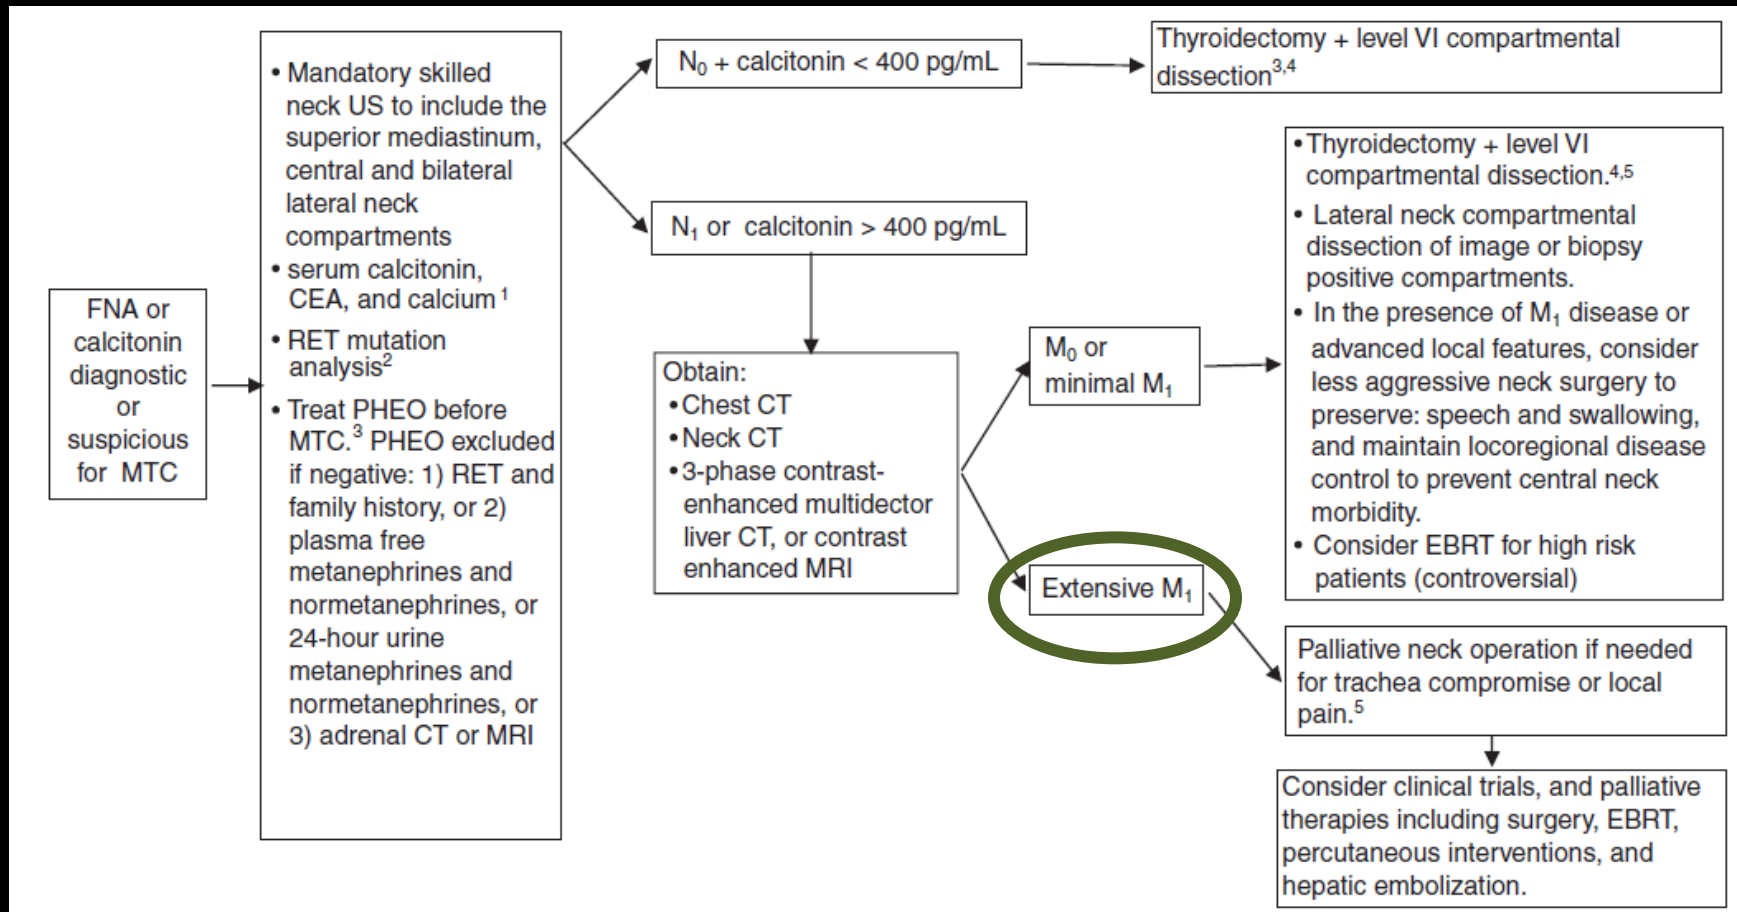 FNA or
calcitonin
diagnostic
or
suspicious
for MTC
• Mandatory skilled
neck US to include the
superior mediastinum,
central and bilateral
lateral neck
compartments
• serum calcitonin,
CEA, and calcium ¹
• RET mutation
analysis²
• Treat PHEO before
MTC.³ PHEO excluded
if negative: 1) RET and
family history, or 2)
plasma free
metanephrines and
normetanephrines, or
24-hour urine
metanephrines and
normetanephrines, or
3) adrenal CT or MRI
N₀ + calcitonin < 400 pg/mL
Thyroidectomy + level VI compartmental
dissection³,⁴
N₁ or calcitonin > 400 pg/mL
Obtain:
• Chest CT
• Neck CT
• 3-phase contrast-
enhanced multidector
liver CT, or contrast
enhanced MRI
M₀ or
minimal M₁
• Thyroidectomy + level VI
compartmental dissection.⁴,⁵
• Lateral neck compartmental
dissection of image or biopsy
positive compartments.
• In the presence of M₁ disease or
advanced local features, consider
less aggressive neck surgery to
preserve: speech and swallowing,
and maintain locoregional disease
control to prevent central neck
morbidity.
• Consider EBRT for high risk
patients (controversial)
Extensive M₁
Palliative neck operation if needed
for trachea compromise or local
pain.⁵
Consider clinical trials, and palliative
therapies including surgery, EBRT,
percutaneous interventions, and
hepatic embolization.